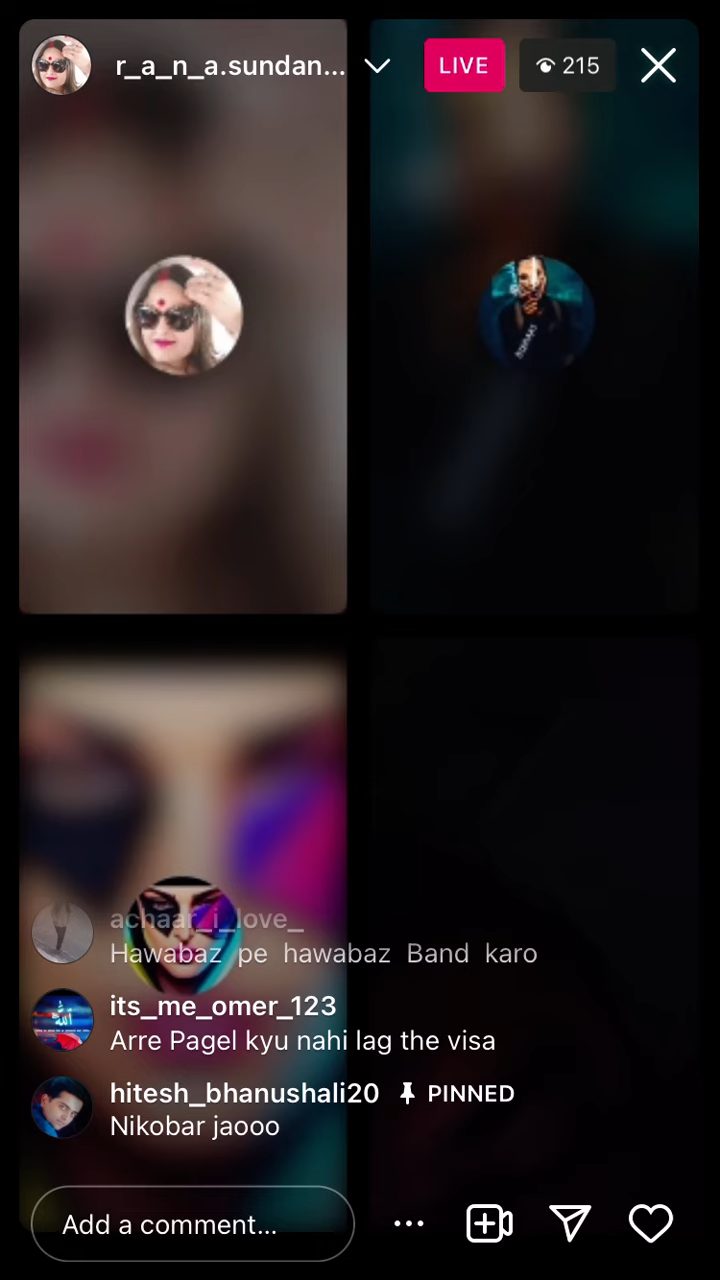 r_a_n_a.sundan...
LIVE
215
achaar_i_love_
Hawabaz pe hawabaz Band karo
its_me_omer_123
Arre Pagel kyu nahi lag the visa
hitesh_bhanushali20 PINNED
Nikobar jaooo
Add a comment...